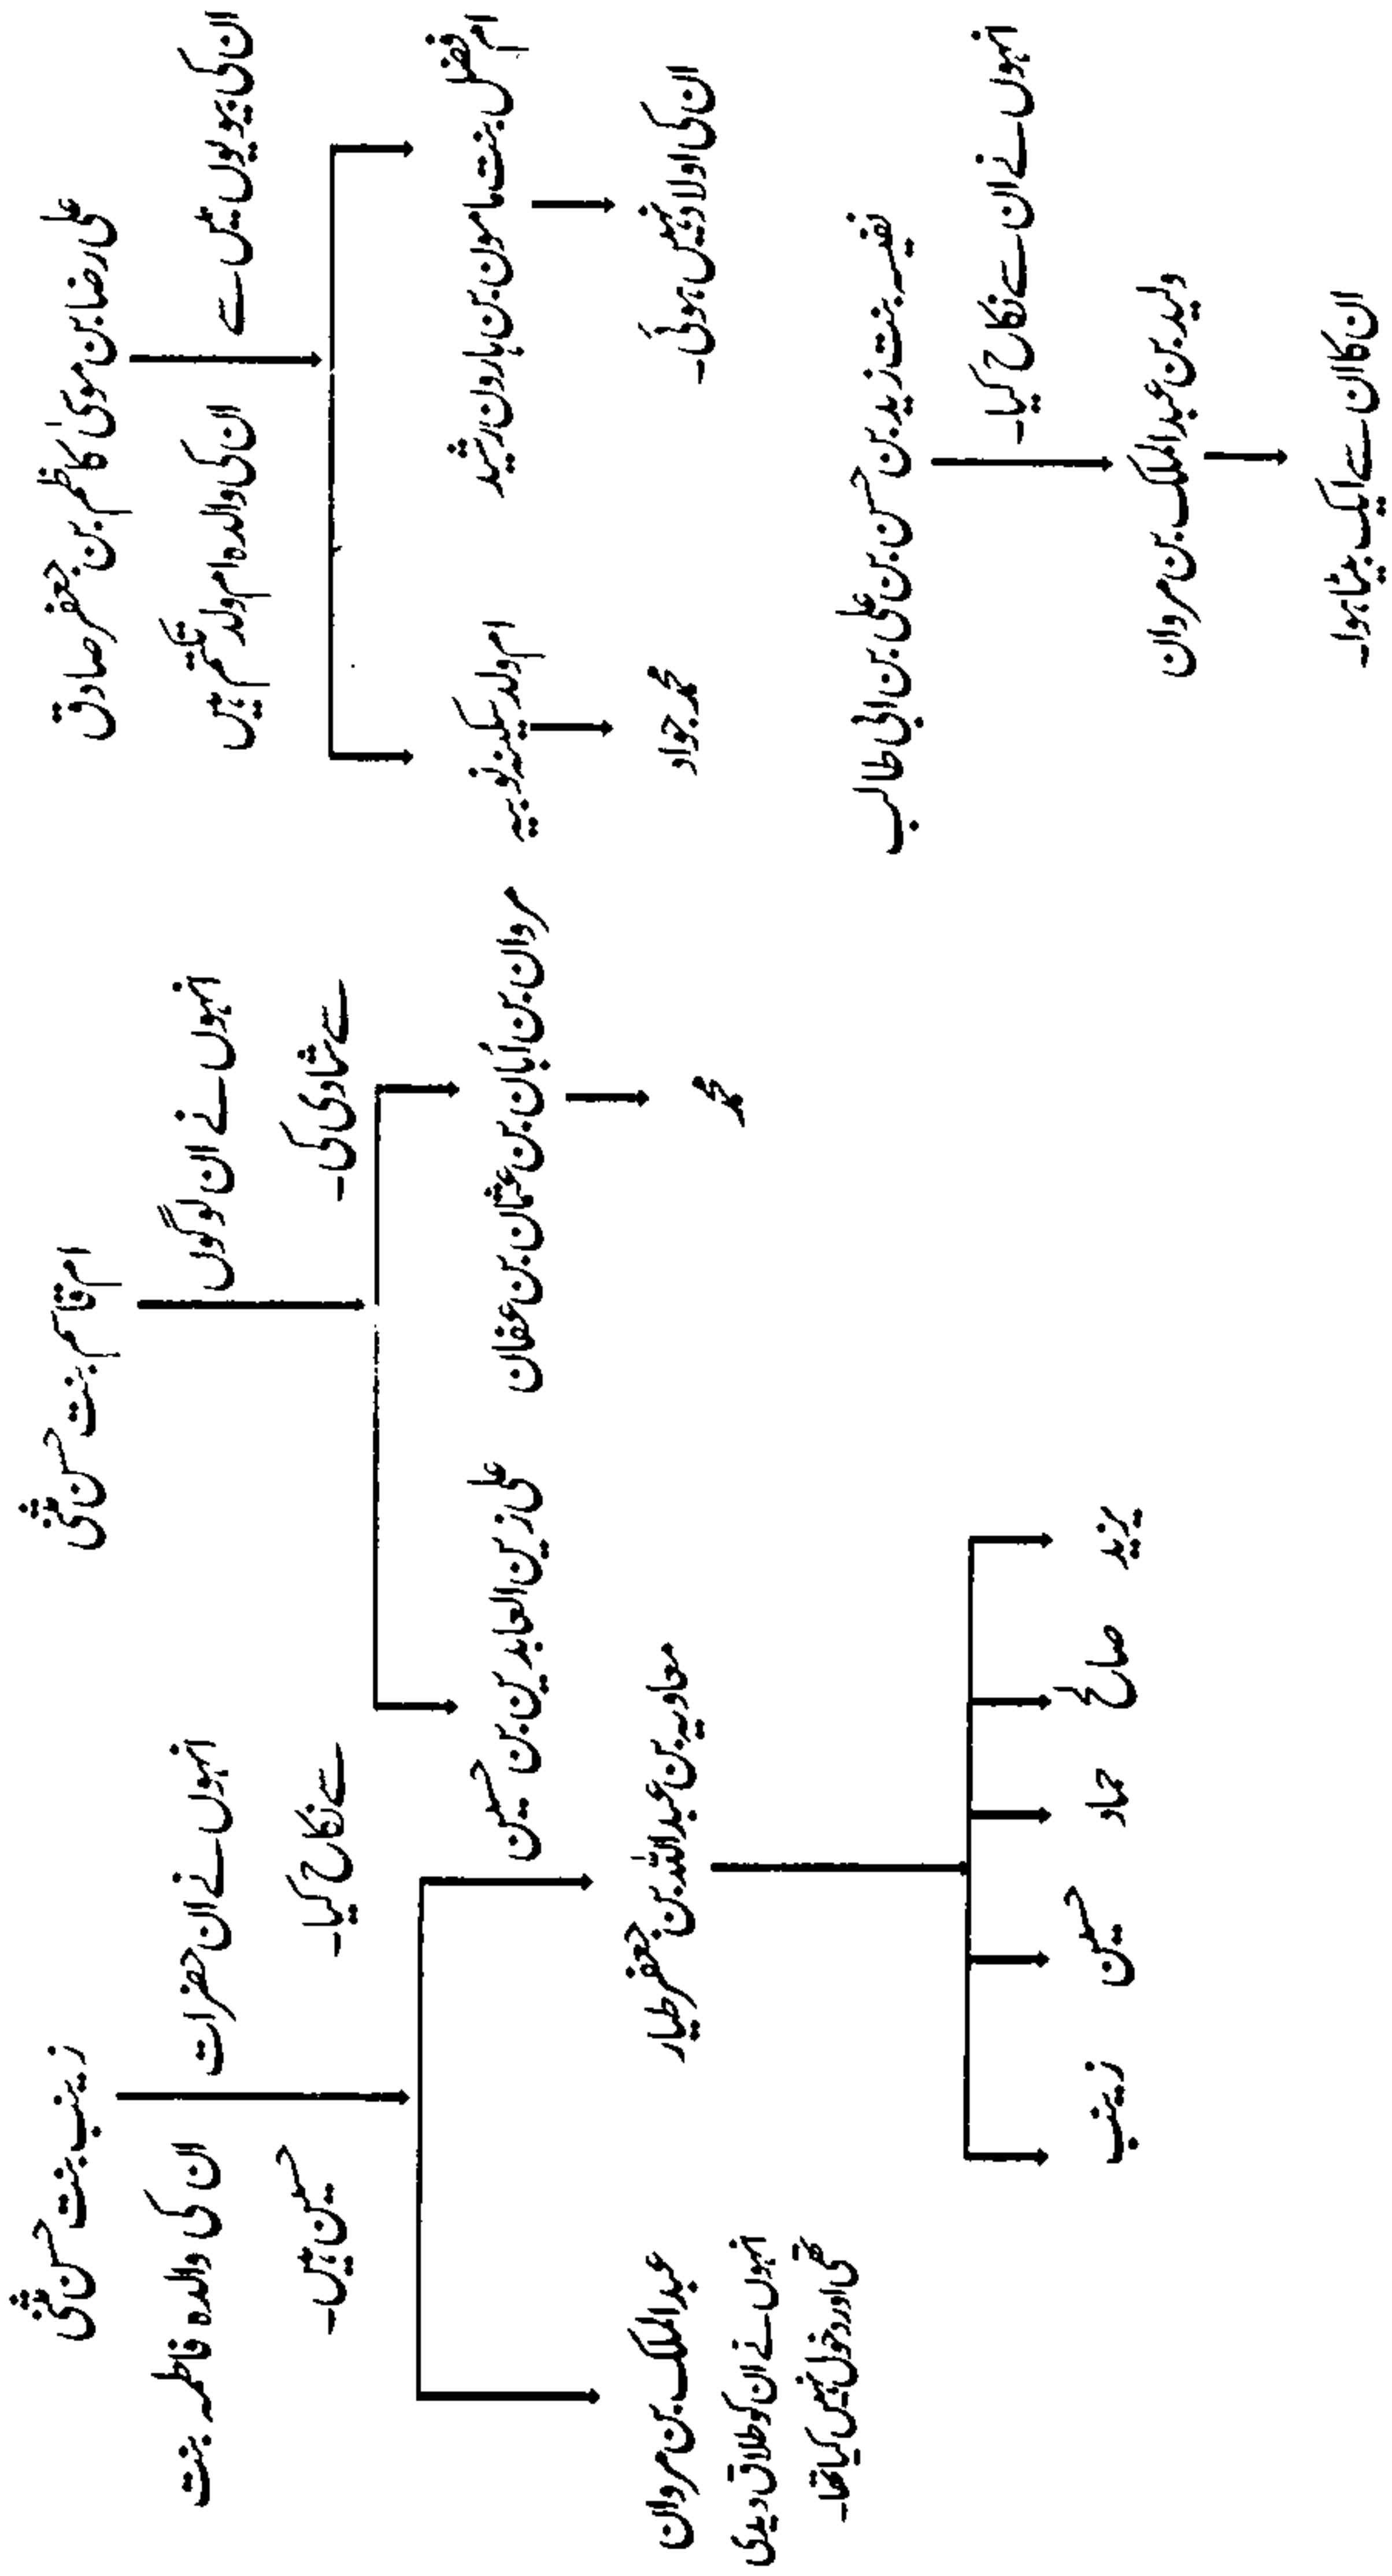 علی رضا بن موسیٰ کاظم بن جعفر صادق
ان کی بیویوں میں سے
ان کی والدہ ام ولد تکتم ہیں
ام فضل بنت مامون بن ہارون رشید
ان کی اولاد نہیں ہوئی۔
ام ولد سکینہ نوبیہ
محمد جواد
نفیسہ بنت زید بن حسن بن علی بن ابی طالب
انہوں نے ان سے نکاح کیا۔
ولید بن عبدالملک بن مروان
ان کا ان سے ایک بیٹا ہوا۔
ام قاسم بنت حسن مثنی
انہوں نے ان لوگوں
سے شادی کی۔
مروان بن اَبان بن عثمان بن عفان
محمد
علی زین العابدین بن حسین
زینب بنت حسن مثنی
انہوں نے ان حضرات
سے نکاح کیا۔
ان کی والدہ فاطمہ بنت
حسین ہیں۔
معاویہ بن عبداللہ بن جعفر طیار
یزید
صالح
حماد
حسین
زینب
عبدالملک بن مروان
انہوں نے ان کو طلاق دیدی
تھی اور دخول نہیں کیا تھا۔